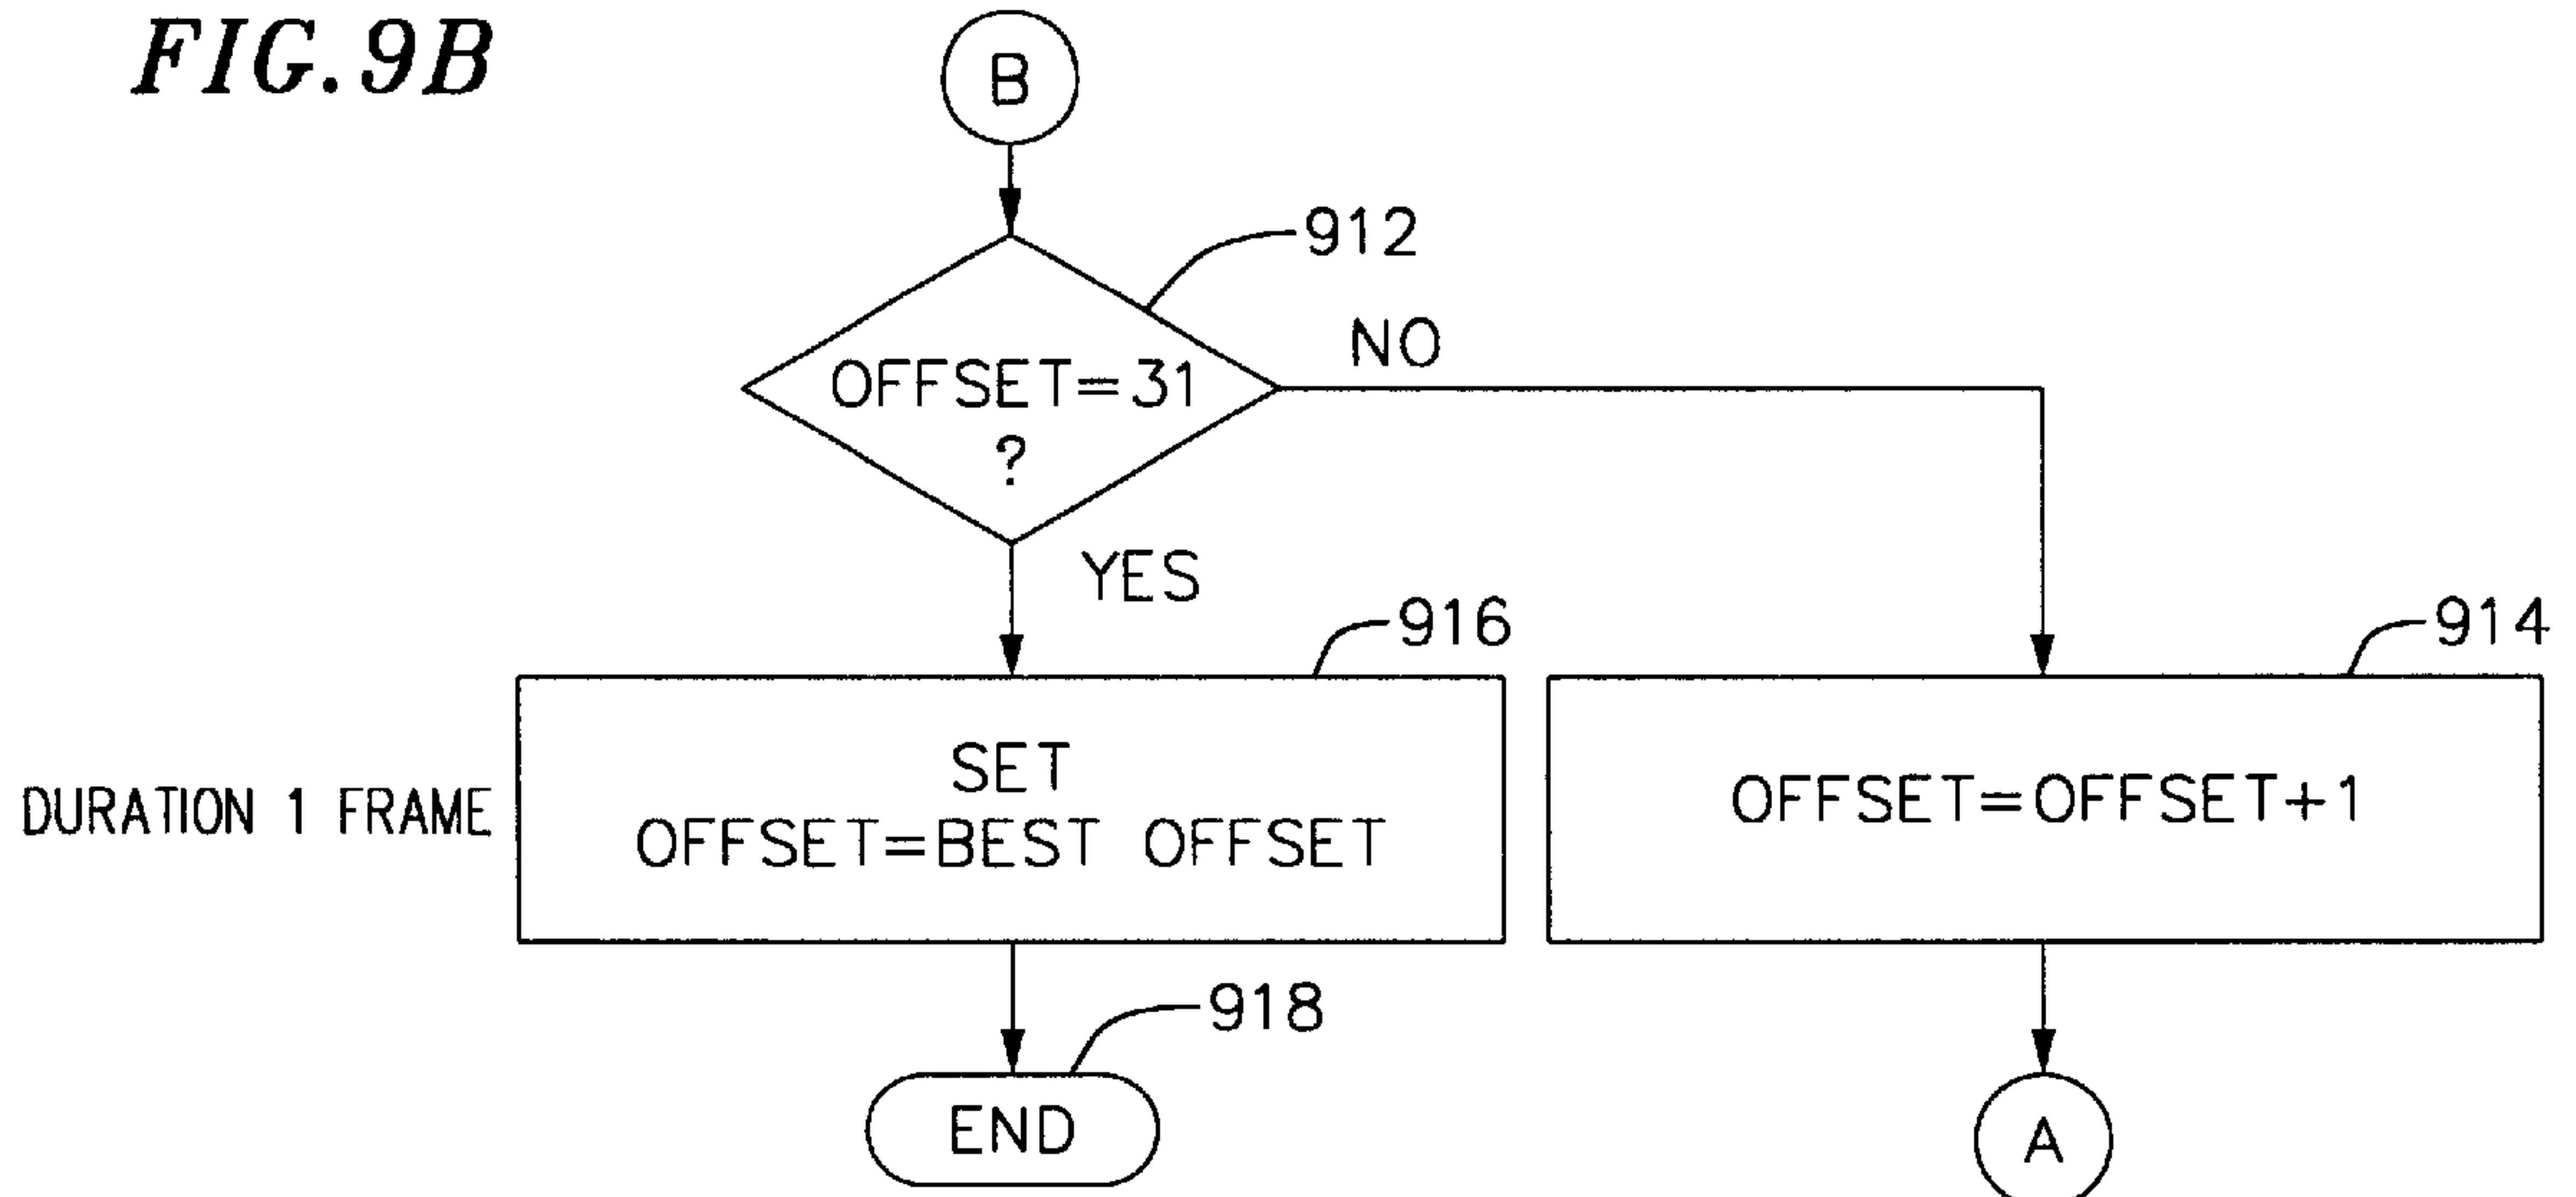 FIG. 9B
B
912
OFFSET=31
?
NO
YES
916
914
DURATION 1 FRAME
SET
OFFSET=BEST OFFSET
OFFSET=OFFSET+1
918
END
A